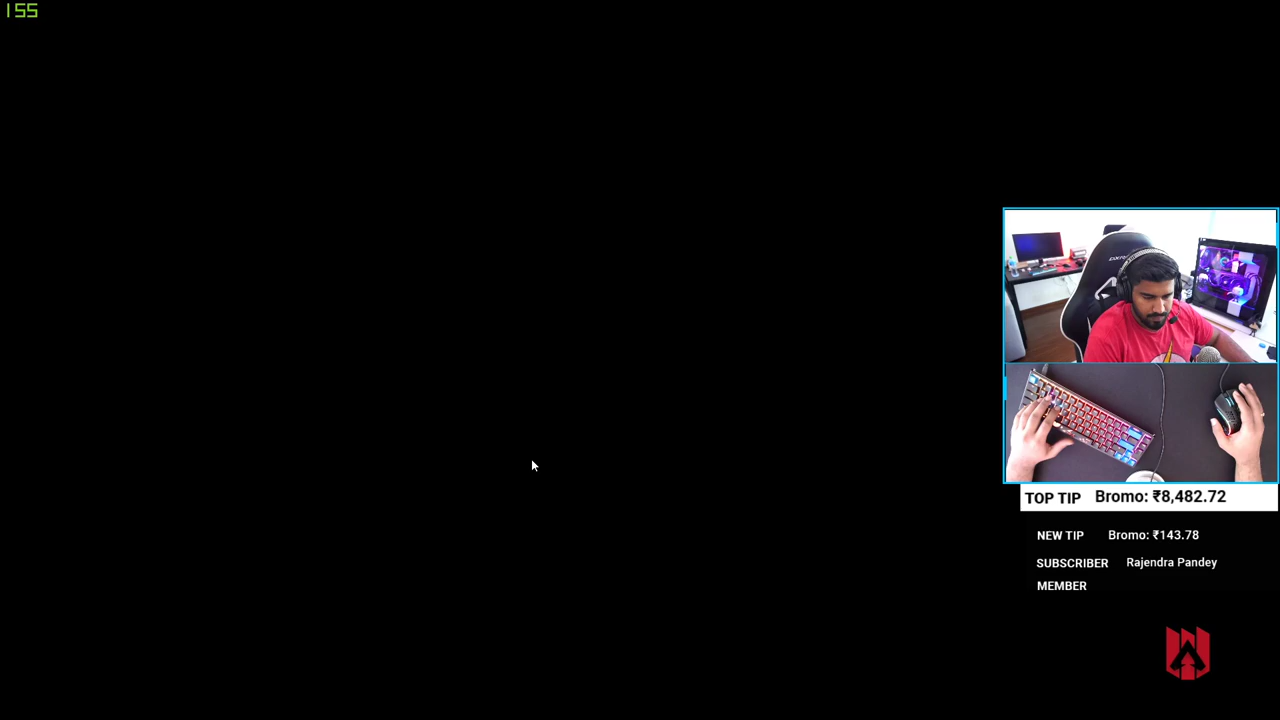 155
TOP TIP Bromo: ₹8,482.72
NEW TIP Bromo: ₹143.78
SUBSCRIBER Rajendra Pandey
MEMBER